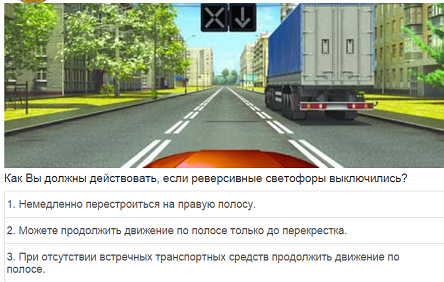 Как Вы должны действовать, если реверсивные светофоры выключились?
1. Немедленно перестроиться на правую полосу.
2. Можете продолжить движение по полосе только до перекрестка.
3. При отсутствии встречных транспортных средств продолжить движение по
полосе.